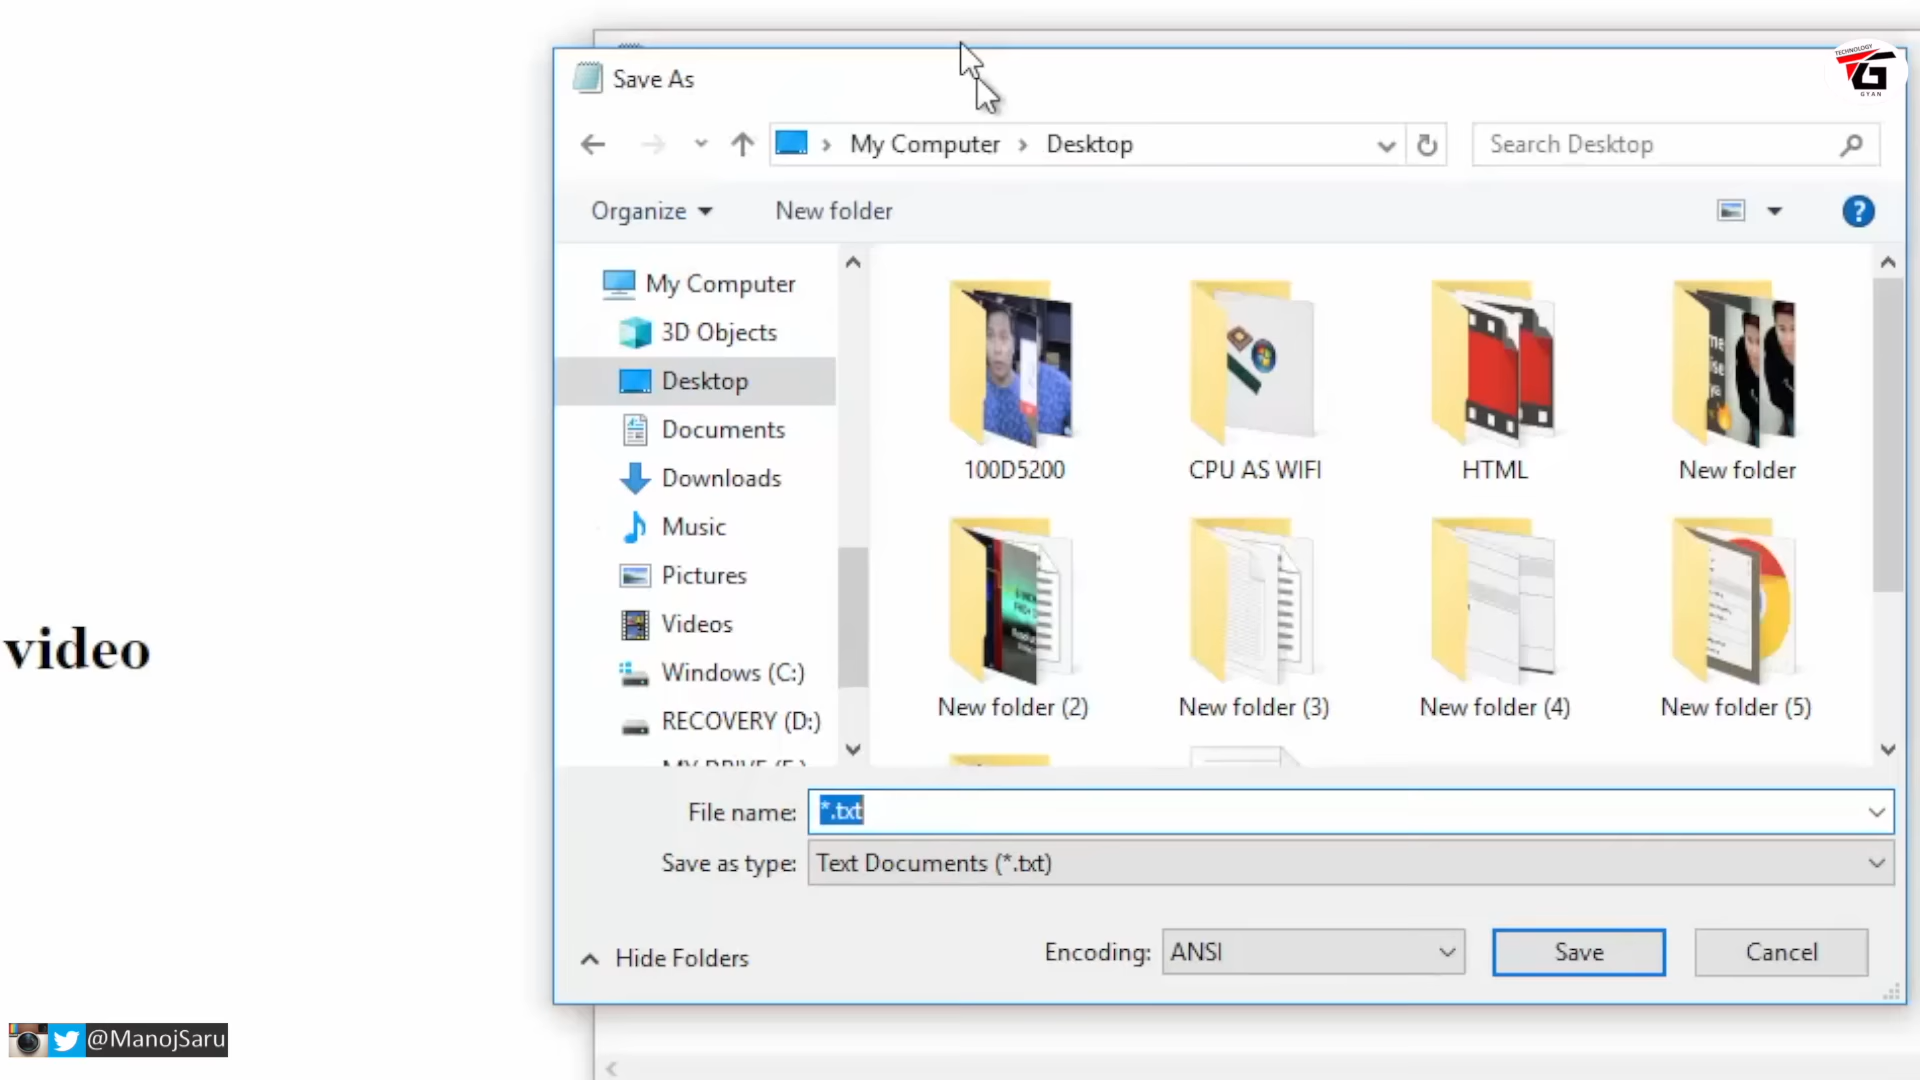 TECHNOLOGY
GYAN
Save As
My Computer
Desktop
Search Desktop
Organize
New folder
?
My Computer
3D Objects
Desktop
Documents
Downloads
Music
Pictures
Videos
Windows (C:)
RECOVERY (D:)
100D5200
CPU AS WIFI
HTML
New folder
New folder (2)
New folder (3)
New folder (4)
New folder (5)
video
File name: *.txt
Save as type: Text Documents (*.txt)
Hide Folders
Encoding: ANSI
Save
Cancel
@ManojSaru